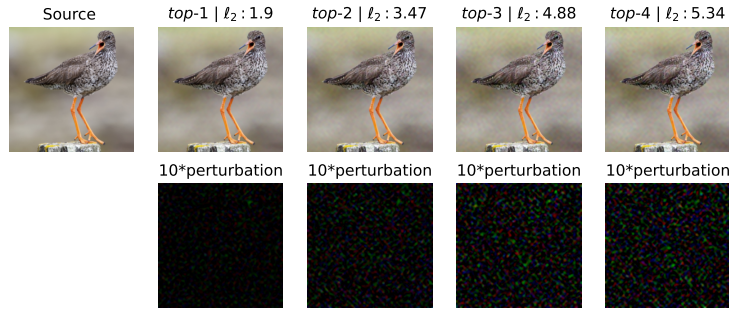 Source
top-1 | ℓ₂ : 1.9
top-2 | ℓ₂ : 3.47
top-3 | ℓ₂ : 4.88
top-4 | ℓ₂ : 5.34
10*perturbation
10*perturbation
10*perturbation
10*perturbation